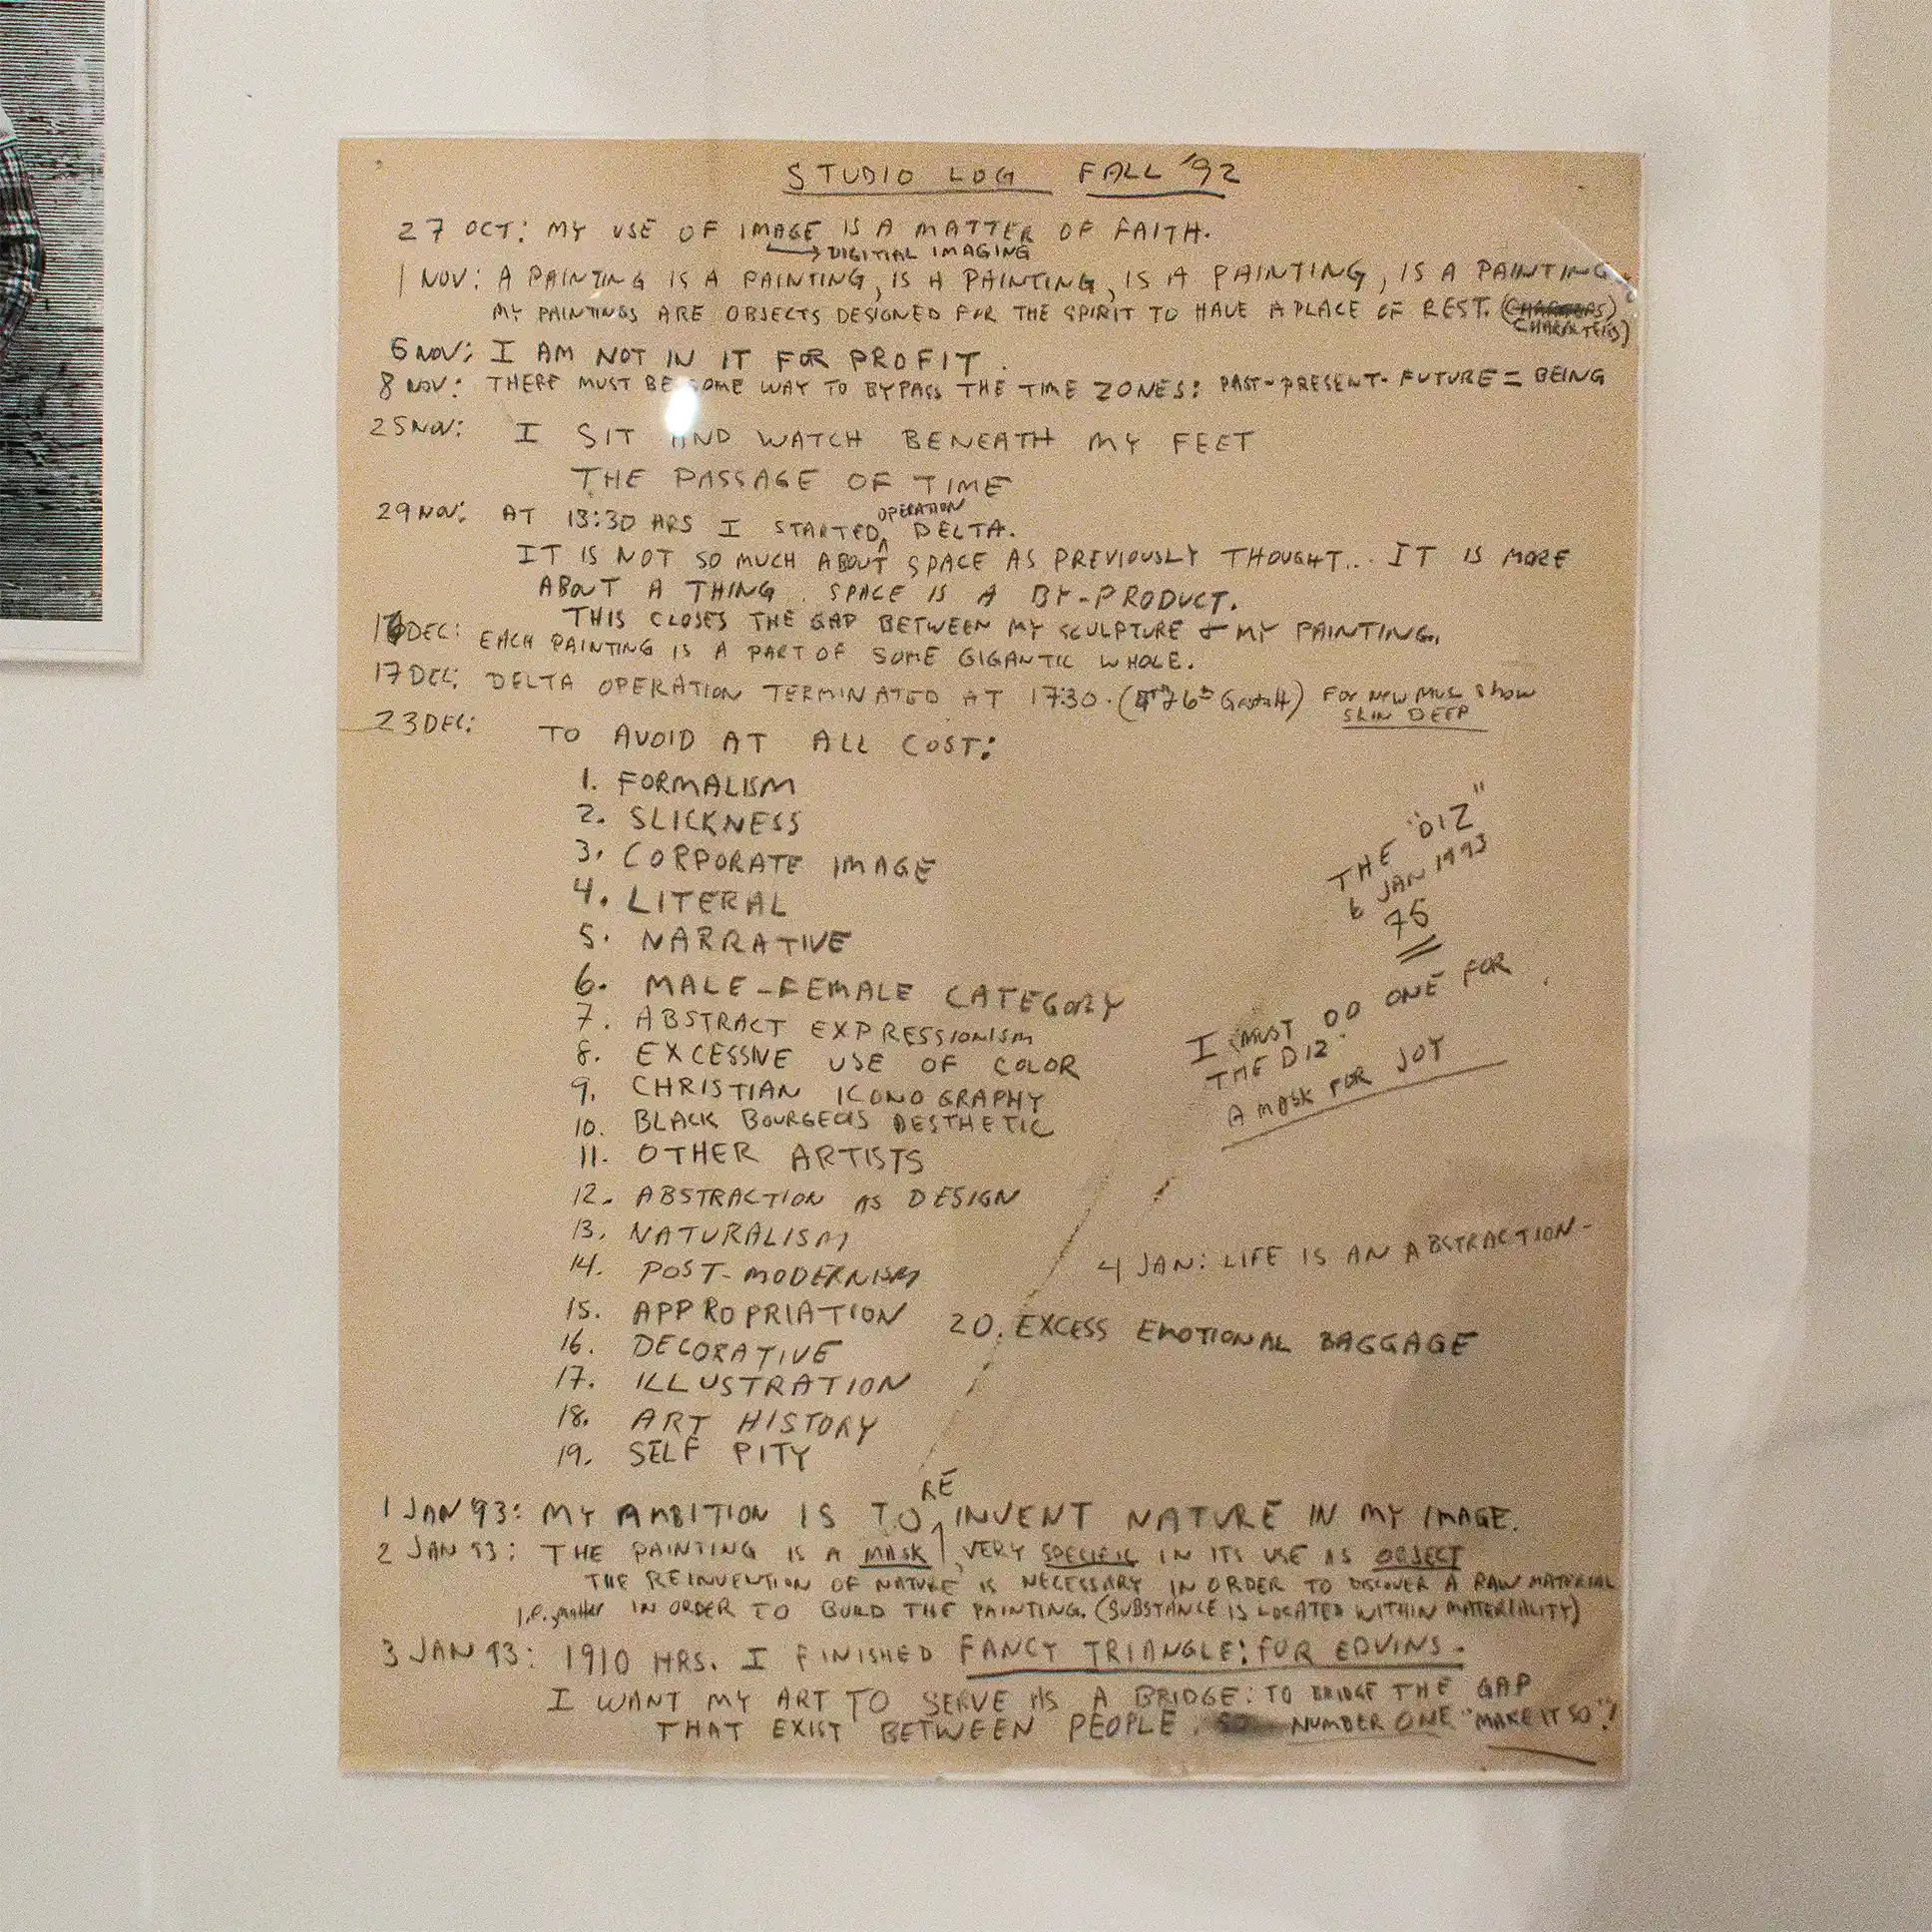 STUDIO LOG FALL '92
27 OCT: MY USE OF IMAGE IS A MATTER OF FAITH.
→ DIGITIAL IMAGING
1 NOV: A PAINTING IS A PAINTING, IS A PAINTING, IS A PAINTING, IS A PAINTING.
MY PAINTINGS ARE OBJECTS DESIGNED FOR THE SPIRIT TO HAVE A PLACE OF REST.
CHARACTERS)
6 NOV: I AM NOT IN IT FOR PROFIT.
8 NOV: THERE MUST BE SOME WAY TO BYPASS THE TIME ZONES: PAST-PRESENT-FUTURE = BEING
25 NOV: I SIT AND WATCH BENEATH MY FEET
THE PASSAGE OF TIME
OPERATION
29 NOV: AT 13:30 HRS I STARTED DELTA.
IT IS NOT SO MUCH ABOUT SPACE AS PREVIOUSLY THOUGHT... IT IS MORE
ABOUT A THING. SPACE IS A BY-PRODUCT.
THIS CLOSES THE GAP BETWEEN MY SCULPTURE & MY PAINTING.
16 DEC: EACH PAINTING IS A PART OF SOME GIGANTIC WHOLE.
17 DEC: DELTA OPERATION TERMINATED AT 1730. (76th Gestalt) FOR NEW MUS. Show
SKIN DEEP
23 DEC: TO AVOID AT ALL COST:
1. FORMALISM
2. SLICKNESS
3. CORPORATE IMAGE
4. LITERAL
5. NARRATIVE
6. MALE-FEMALE CATEGORY
7. ABSTRACT EXPRESSIONISM
8. EXCESSIVE USE OF COLOR
9. CHRISTIAN ICONOGRAPHY
10. BLACK BOURGEOIS AESTHETIC
11. OTHER ARTISTS
12. ABSTRACTION AS DESIGN
13. NATURALISM
14. POST-MODERNISM
15. APPROPRIATION
16. DECORATIVE
17. ILLUSTRATION
18. ART HISTORY
19. SELF PITY
20. EXCESS EMOTIONAL BAGGAGE
THE "DIZ"
6 JAN 1993
75
I MUST DO ONE FOR
THE DIZ.
A MASK FOR JOY
4 JAN: LIFE IS AN ABSTRACTION-
RE
1 JAN '93: MY AMBITION IS TO INVENT NATURE IN MY IMAGE.
2 JAN 93: THE PAINTING IS A MASK, VERY SPECIFIC IN ITS USE AS OBJECT
THE REINVENTION OF NATURE IS NECESSARY IN ORDER TO DISCOVER A RAW MATERIAL
i.e. matter IN ORDER TO BUILD THE PAINTING. (SUBSTANCE IS LOCATED WITHIN MATERIALITY)
3 JAN 93: 1910 HRS. I FINISHED FANCY TRIANGLE: FOR EDVINS.
I WANT MY ART TO SERVE AS A BRIDGE: TO BRIDGE THE GAP
THAT EXIST BETWEEN PEOPLE. NUMBER ONE "MAKE IT SO"!